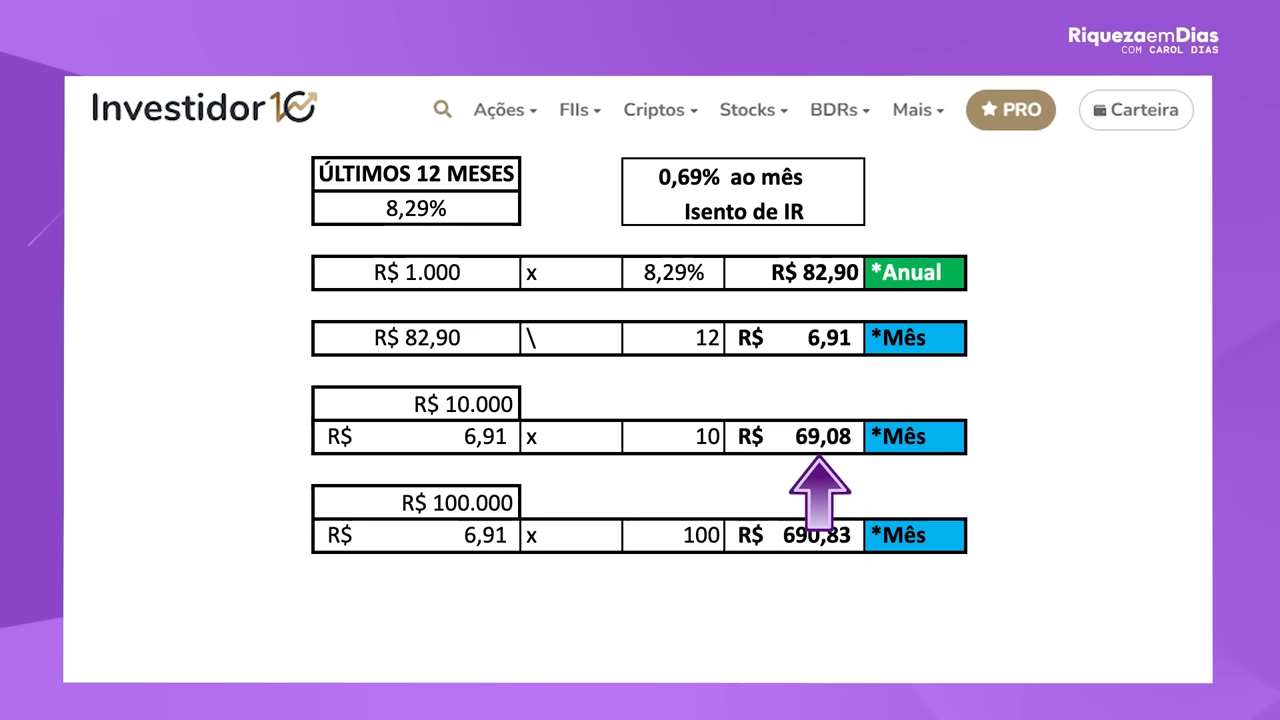 RiquezaemDias
COM CAROL DIAS
Investidor10
Ações FIIs Criptos Stocks BDRs Mais PRO Carteira
ÚLTIMOS 12 MESES
8,29%
0,69% ao mês
Isento de IR
R$ 1.000 x 8,29% R$ 82,90 *Anual
R$ 82,90 \ 12 R$ 6,91 *Mês
R$ 10.000
R$ 6,91 x 10 R$ 69,08 *Mês
R$ 100.000
R$ 6,91 x 100 R$ 690,83 *Mês